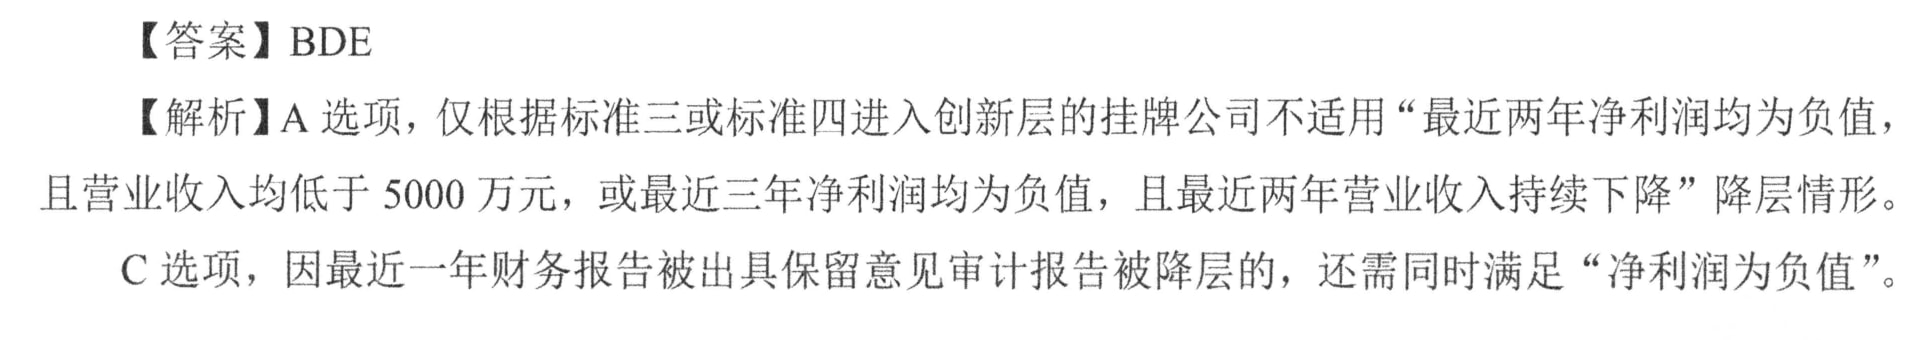 【答案】BDE
【解析】A 选项，仅根据标准三或标准四进入创新层的挂牌公司不适用“最近两年净利润均为负值，
且营业收入均低于 5000 万元，或最近三年净利润均为负值，且最近两年营业收入持续下降”降层情形。
C 选项，因最近一年财务报告被出具保留意见审计报告被降层的，还需同时满足“净利润为负值”。